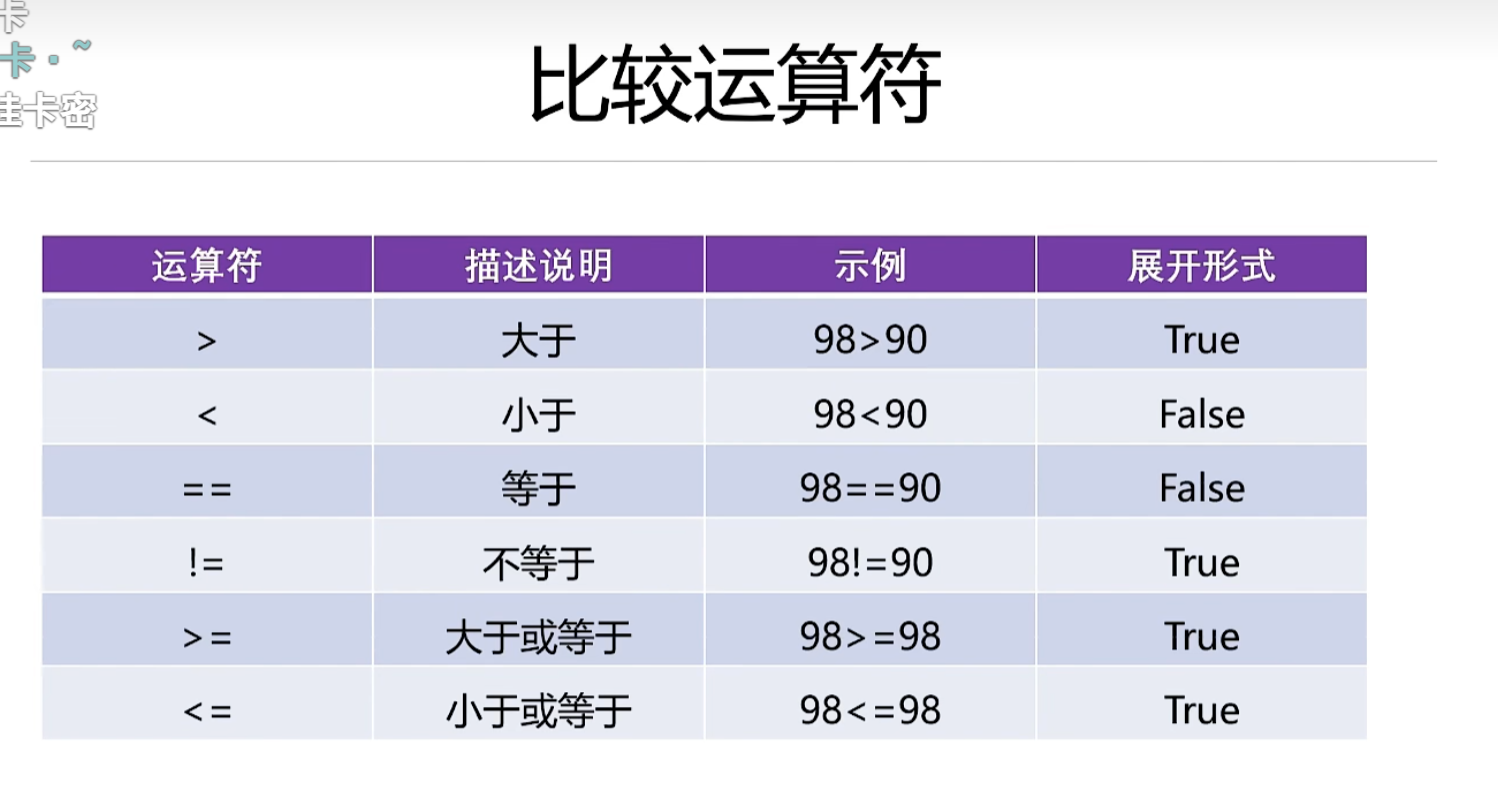 卡
卡·~
卡密
比较运算符
运算符 描述说明 示例 展开形式
> 大于 98>90 True
< 小于 98<90 False
== 等于 98==90 False
!= 不等于 98!=90 True
>= 大于或等于 98>=98 True
<= 小于或等于 98<=98 True